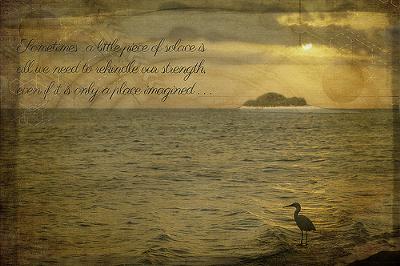 Sometimes a little piece of solace is
all we need to rekindle our strength,
even if it is only a place imagined . . .